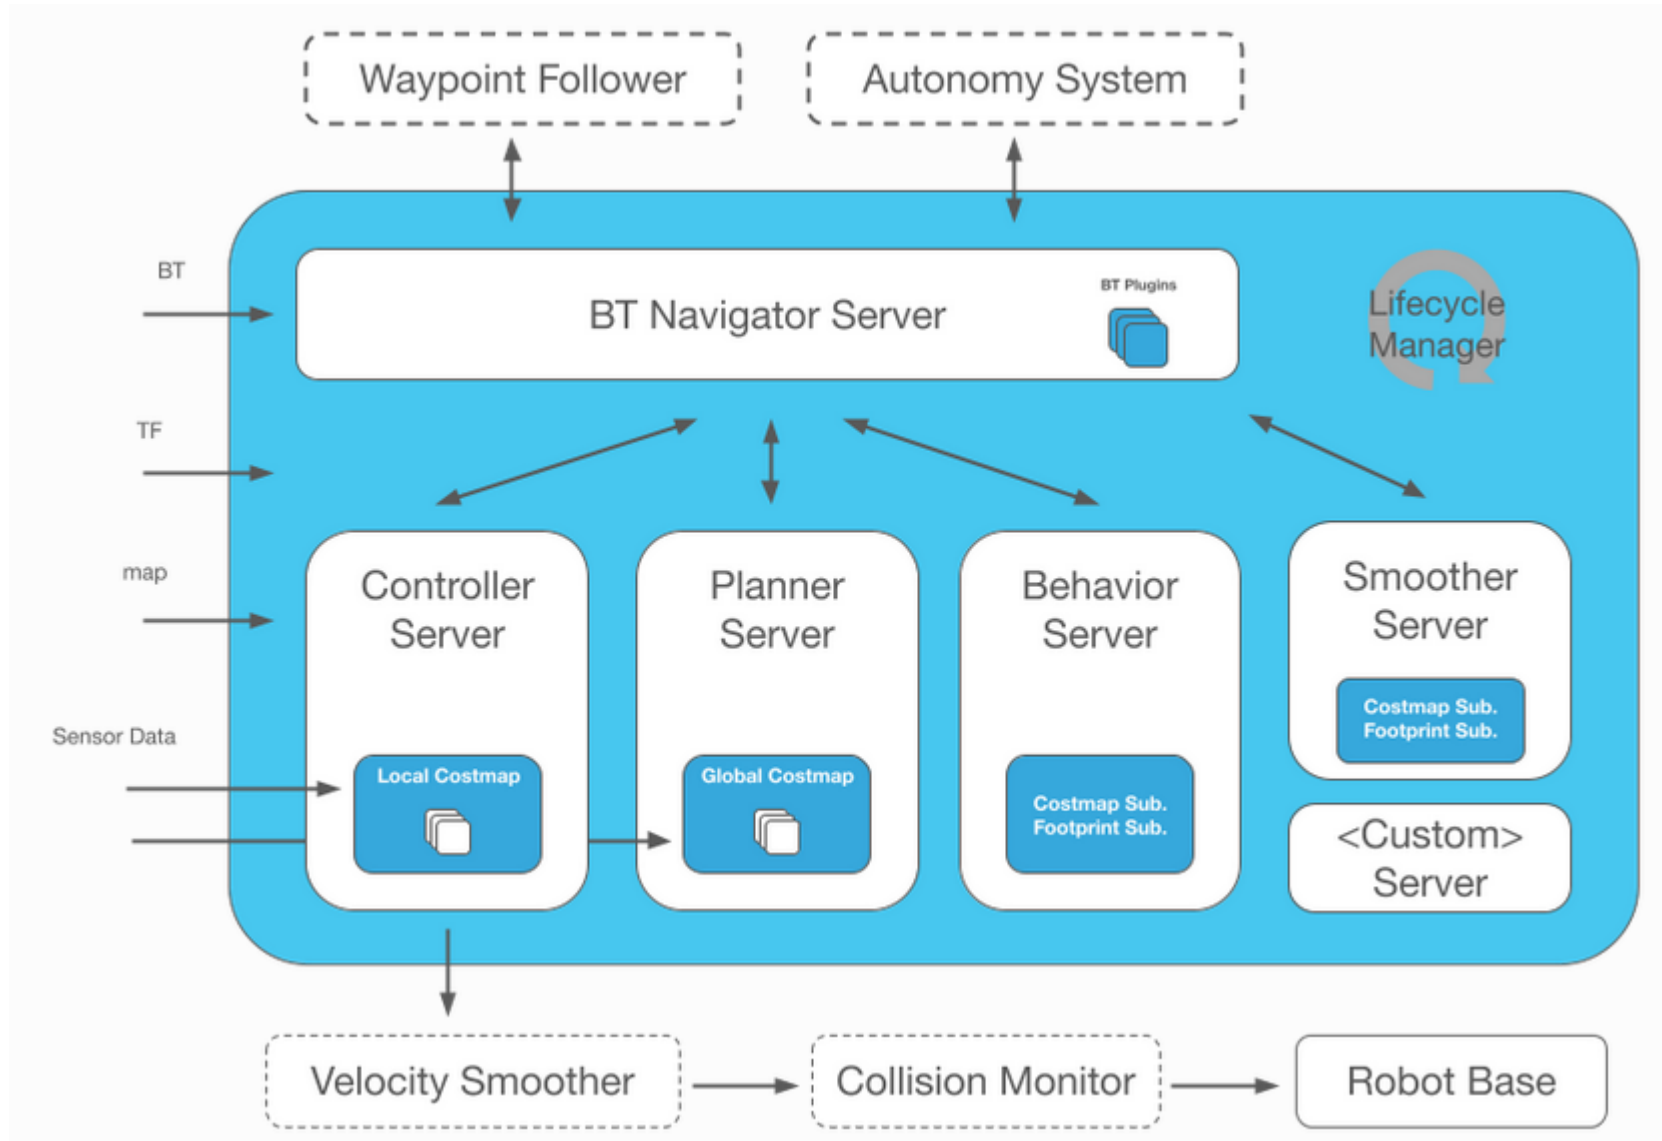 Waypoint Follower
Autonomy System
BT
BT Plugins
BT Navigator Server
Lifecycle
Manager
TF
map
Controller
Server
Planner
Server
Behavior
Server
Smoother
Server
Costmap Sub.
Footprint Sub.
Sensor Data
Local Costmap
Global Costmap
Costmap Sub.
Footprint Sub.
<Custom>
Server
Velocity Smoother
Collision Monitor
Robot Base